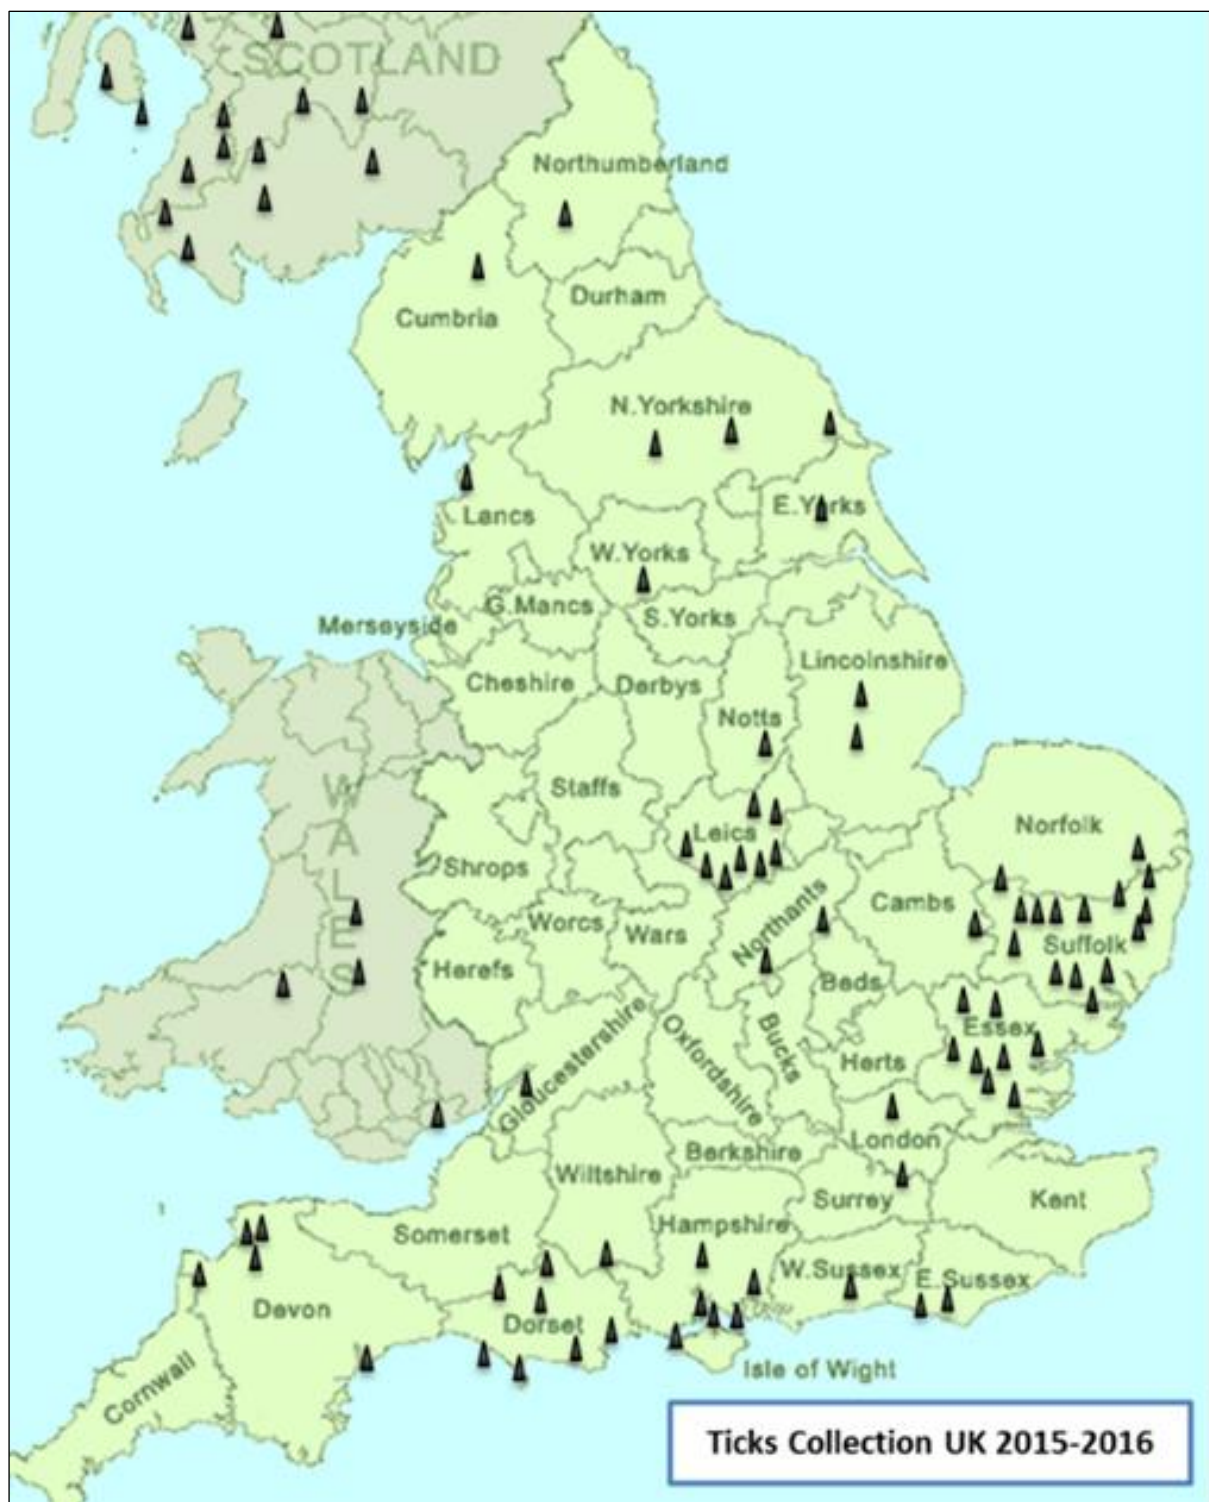 SCOTLAND
Northumberland
Durham
Cumbria
N.Yorkshire
E.Yorks
Lancs
W.Yorks
G.Mancs
S.Yorks
Merseyside
Lincolnshire
Cheshire
Derbys
Notts
Staffs
WALES
Leics
Norfolk
Shrops
Northants
Cambs
Worcs
Wars
Suffolk
Herefs
Beds
Gloucestershire
Oxfordshire
Bucks
Essex
Herts
London
Berkshire
Wiltshire
Surrey
Kent
Hampshire
Somerset
W.Sussex
E.Sussex
Devon
Dorset
Isle of Wight
Cornwall
Ticks Collection UK 2015-2016